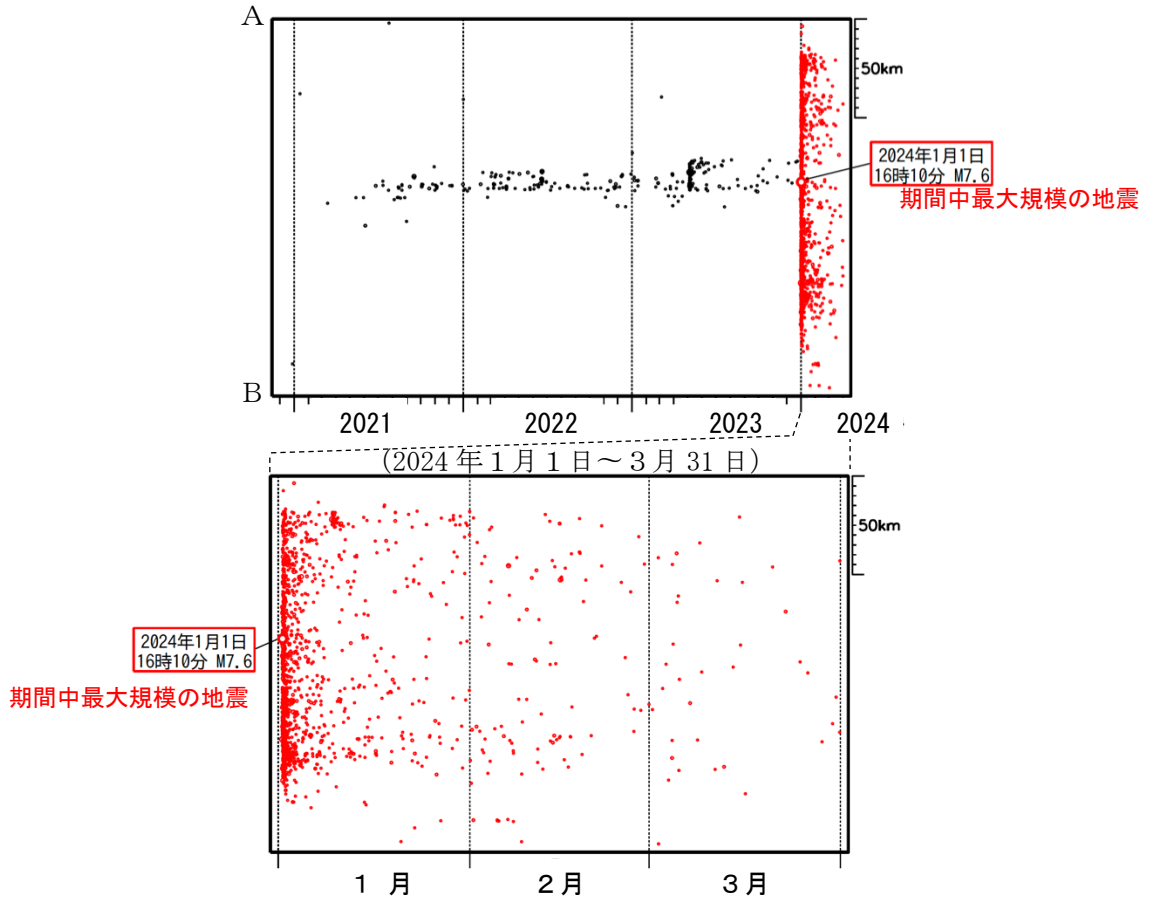 A
50km
2024年1月1日
16時10分 M7.6
期間中最大規模の地震
B
2021 2022 2023 2024
(2024年1月1日～3月31日)
50km
2024年1月1日
16時10分 M7.6
期間中最大規模の地震
1 月 2月 3月